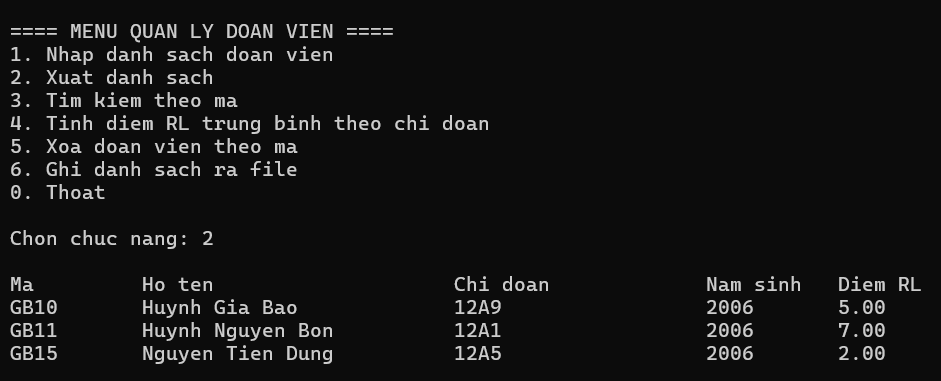 ==== MENU QUAN LY DOAN VIEN ====
1. Nhap danh sach doan vien
2. Xuat danh sach
3. Tim kiem theo ma
4. Tinh diem RL trung binh theo chi doan
5. Xoa doan vien theo ma
6. Ghi danh sach ra file
0. Thoat
Chon chuc nang: 2
Ma Ho ten Chi doan Nam sinh Diem RL
GB10 Huynh Gia Bao 12A9 2006 5.00
GB11 Huynh Nguyen Bon 12A1 2006 7.00
GB15 Nguyen Tien Dung 12A5 2006 2.00